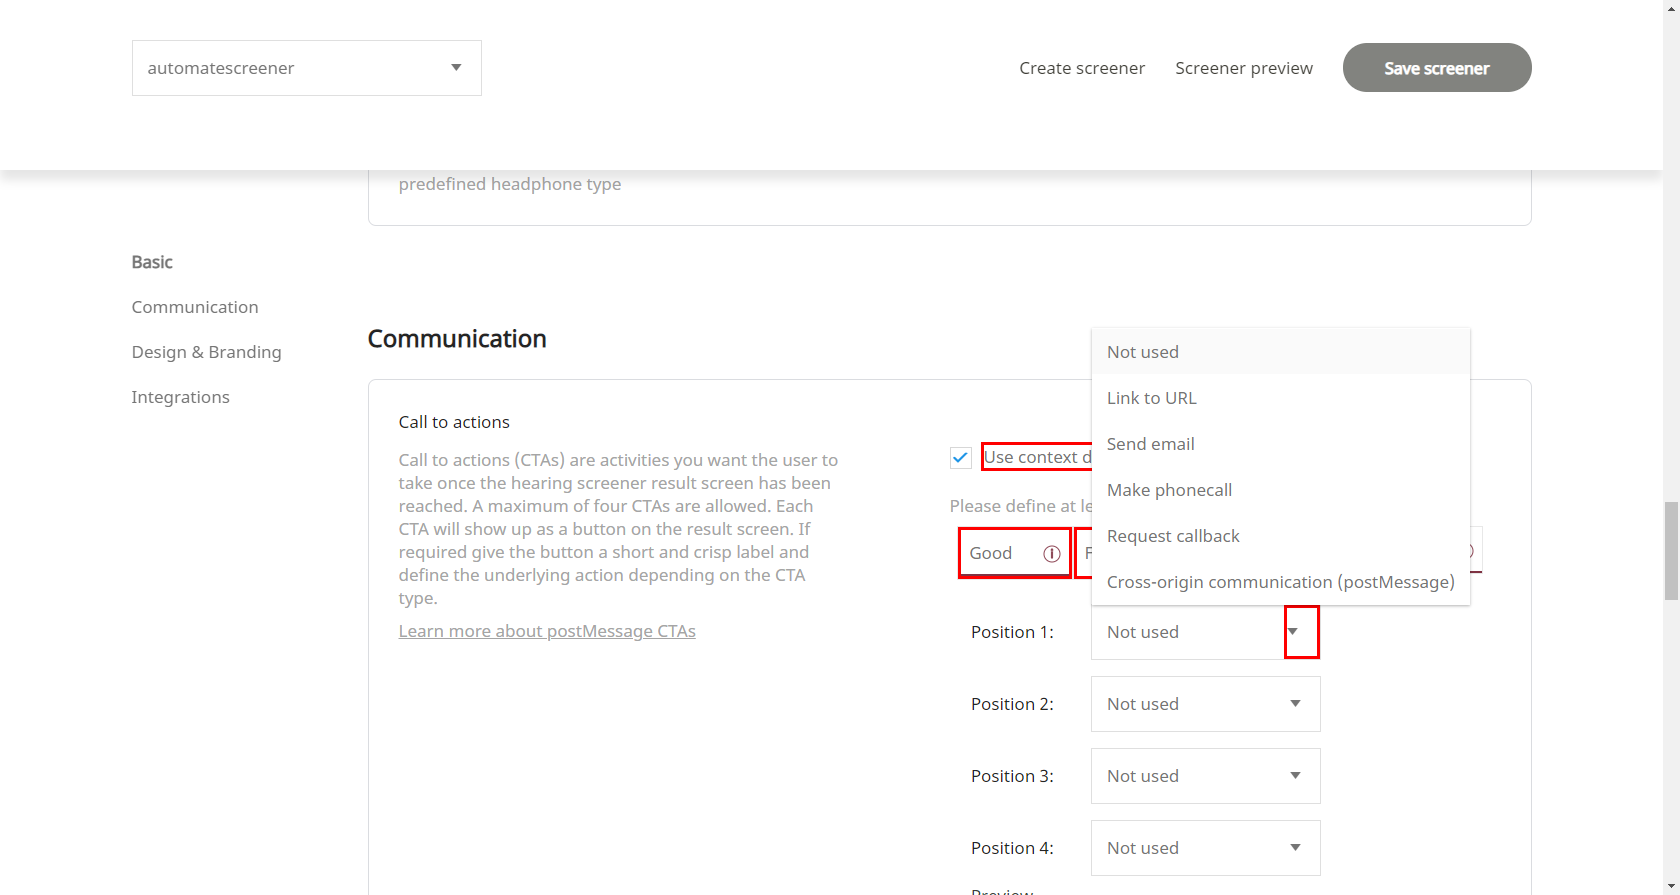 automatescreener
Create screener
Screener preview
Save screener
predefined headphone type
Basic
Communication
Design & Branding
Integrations
Communication
Call to actions
Call to actions (CTAs) are activities you want the user to
take once the hearing screener result screen has been
reached. A maximum of four CTAs are allowed. Each
CTA will show up as a button on the result screen. If
required give the button a short and crisp label and
define the underlying action depending on the CTA
type.
Learn more about postMessage CTAs
Use context d
Please define at le
Good
F
Not used
Link to URL
Send email
Make phonecall
Request callback
Cross-origin communication (postMessage)
Position 1:
Not used
Position 2:
Not used
Position 3:
Not used
Position 4:
Not used